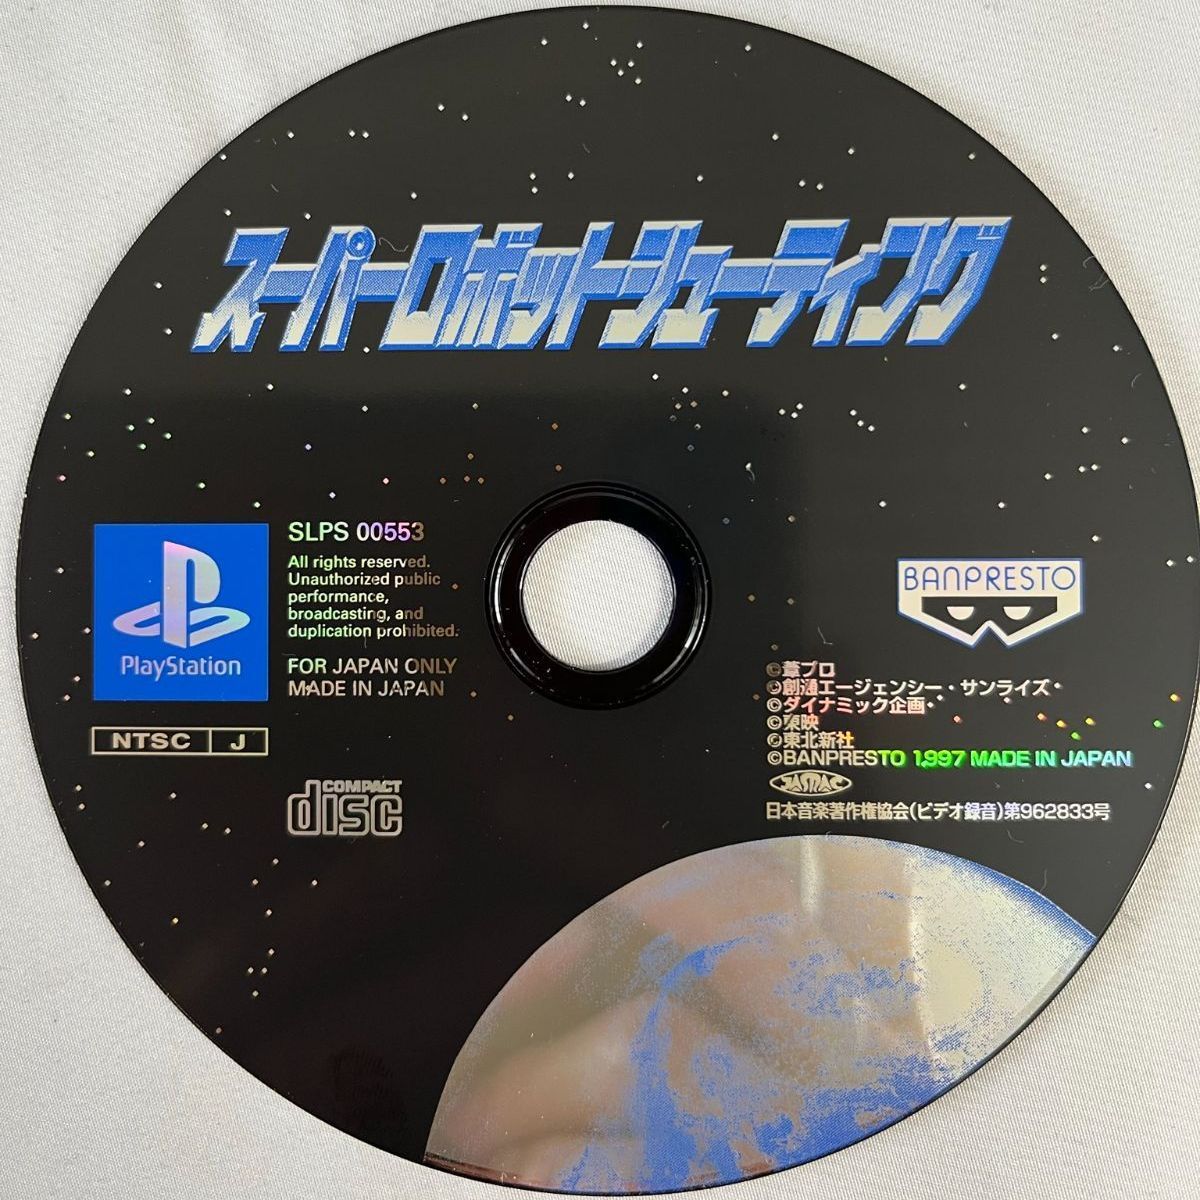 スーパーロボットシューティング
SLPS 00553
All rights reserved.
Unauthorized public
performance,
broadcasting, and
duplication prohibited.
FOR JAPAN ONLY
MADE IN JAPAN
PlayStation
NTSC J
COMPACT
disc
BANPRESTO
©葦プロ
©創通エージェンシー・サンライズ
©ダイナミック企画
©東映
©東北新社
©BANPRESTO 1997 MADE IN JAPAN
JASRAC
日本音楽著作権協会(ビデオ録音)第962833号